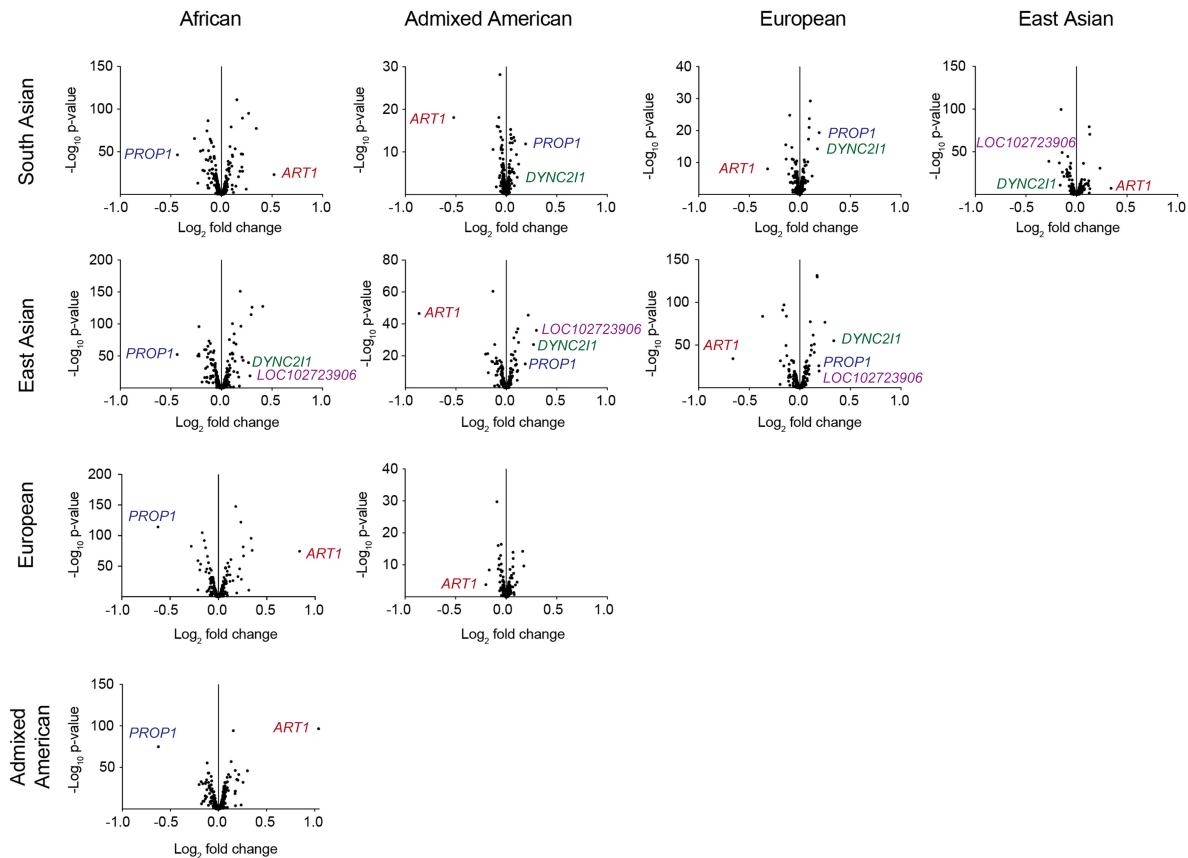 African
Admixed American
European
East Asian
South Asian
-Log10 p-value
150
100
50
PROP1
ART1
-1.0
-0.5
0.0
0.5
1.0
Log2 fold change
-Log10 p-value
30
20
10
ART1
PROP1
DYNC2I1
-1.0
-0.5
0.0
0.5
1.0
Log2 fold change
-Log10 p-value
40
30
20
10
PROP1
DYNC2I1
ART1
-1.0
-0.5
0.0
0.5
1.0
Log2 fold change
-Log10 p-value
150
100
50
LOC102723906
DYNC2I1
ART1
-1.0
-0.5
0.0
0.5
1.0
Log2 fold change
East Asian
-Log10 p-value
200
150
100
50
PROP1
DYNC2I1
LOC102723906
-1.0
-0.5
0.0
0.5
1.0
Log2 fold change
-Log10 p-value
80
60
40
20
ART1
LOC102723906
DYNC2I1
PROP1
-1.0
-0.5
0.0
0.5
1.0
Log2 fold change
-Log10 p-value
150
100
50
ART1
DYNC2I1
PROP1
LOC102723906
-1.0
-0.5
0.0
0.5
1.0
Log2 fold change
European
-Log10 p-value
200
150
100
50
PROP1
ART1
-1.0
-0.5
0.0
0.5
1.0
Log2 fold change
-Log10 p-value
40
30
20
10
ART1
-1.0
-0.5
0.0
0.5
1.0
Log2 fold change
Admixed
American
-Log10 p-value
150
100
50
PROP1
ART1
-1.0
-0.5
0.0
0.5
1.0
Log2 fold change